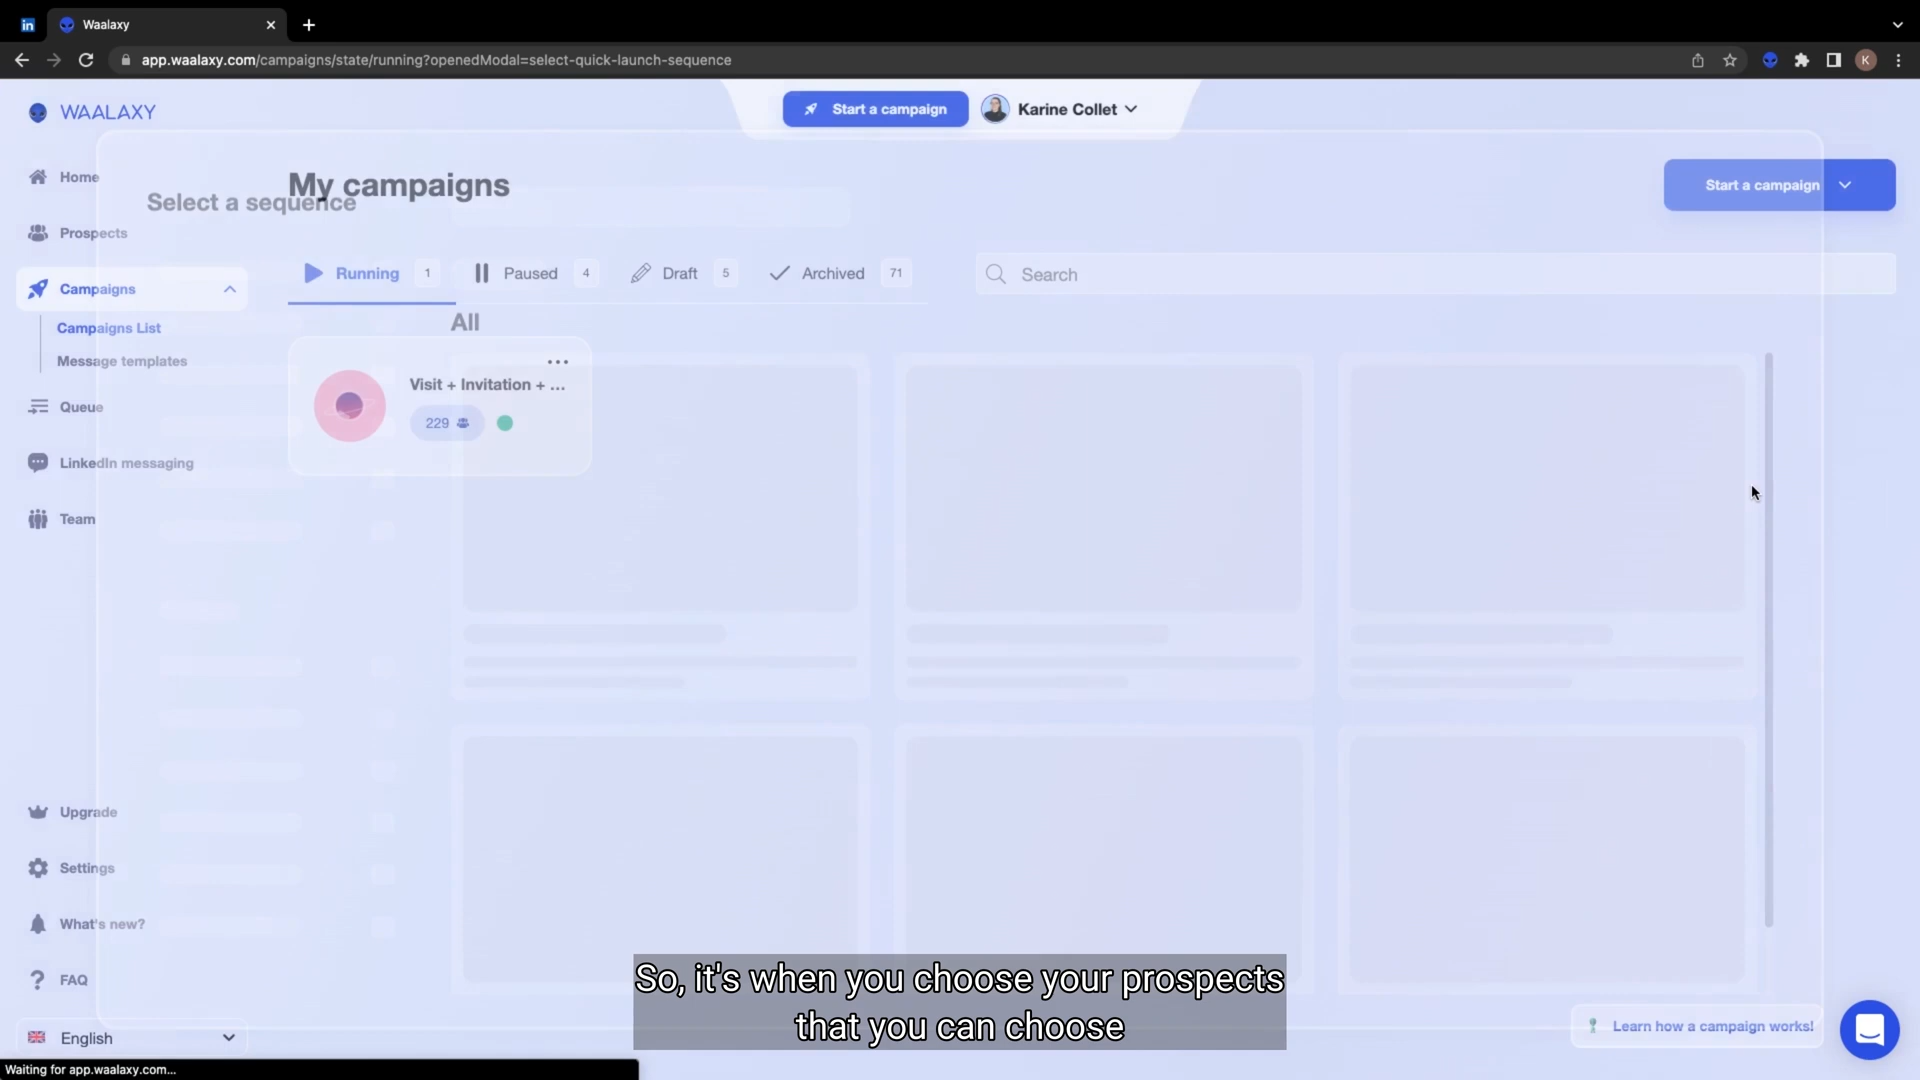 Waalaxy
app.waalaxy.com/campaigns/state/running?openedModal=select-quick-launch-sequence
K
WAALAXY
Start a campaign
Karine Collet
Home
My campaigns
Start a campaign
Select a sequence
Prospects
Running 1
Paused 4
Draft 5
Archived 71
Search
Campaigns
Campaigns List
All
Message templates
Visit + Invitation + ...
229
Queue
LinkedIn messaging
Team
Upgrade
Settings
What's new?
FAQ
So, it's when you choose your prospects
that you can choose
Learn how a campaign works!
English
Waiting for app.waalaxy.com...